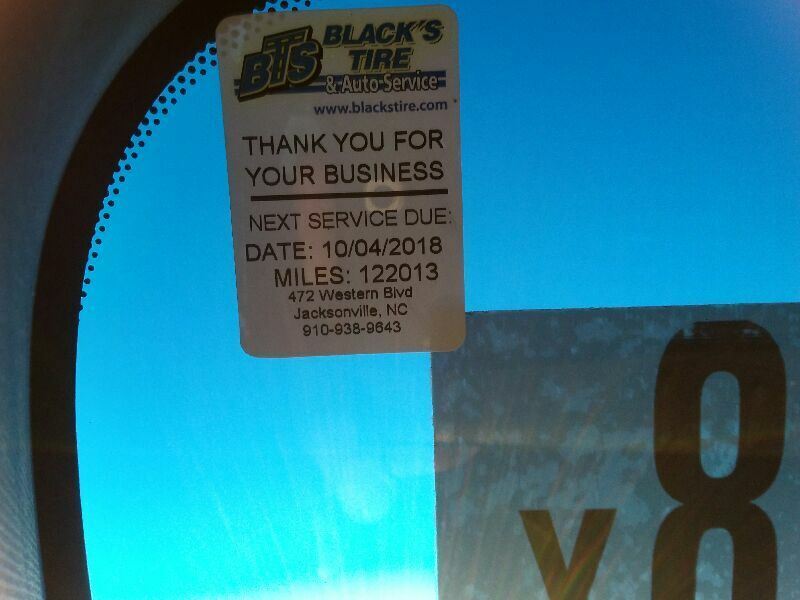 BTS BLACK'S
TIRE
& Auto Service
www.blackstire.com
THANK YOU FOR
YOUR BUSINESS
NEXT SERVICE DUE:
DATE: 10/04/2018
MILES: 122013
472 Western Blvd
Jacksonville, NC
910-938-9643
8